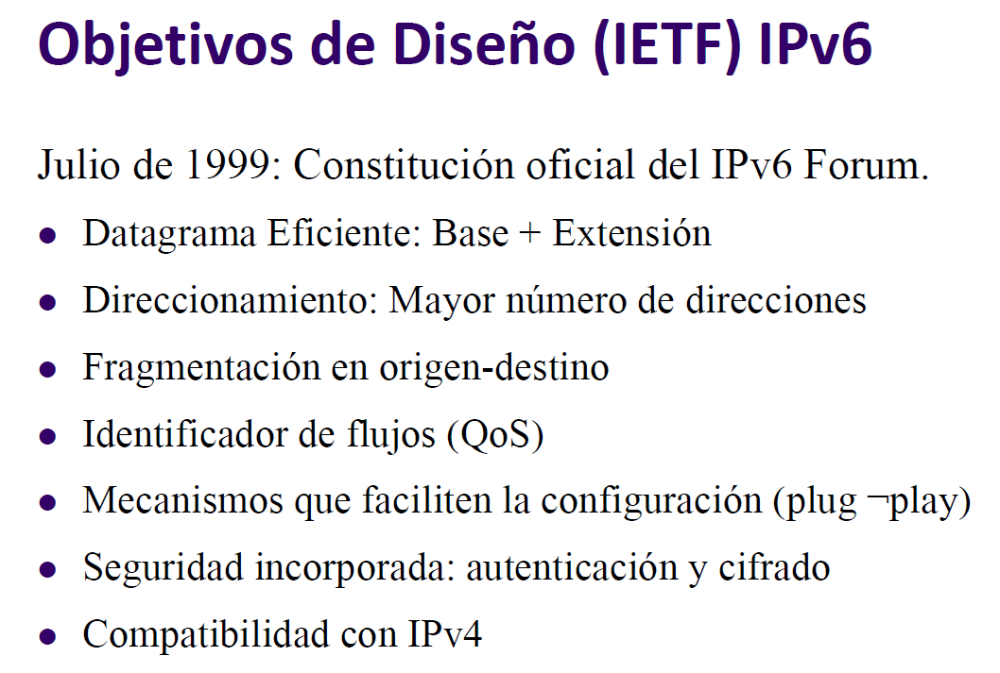 Objetivos de Diseño (IETF) IPv6
Julio de 1999: Constitución oficial del IPv6 Forum.
● Datagrama Eficiente: Base + Extensión
● Direccionamiento: Mayor número de direcciones
● Fragmentación en origen-destino
● Identificador de flujos (QoS)
● Mecanismos que faciliten la configuración (plug ¬play)
● Seguridad incorporada: autenticación y cifrado
● Compatibilidad con IPv4